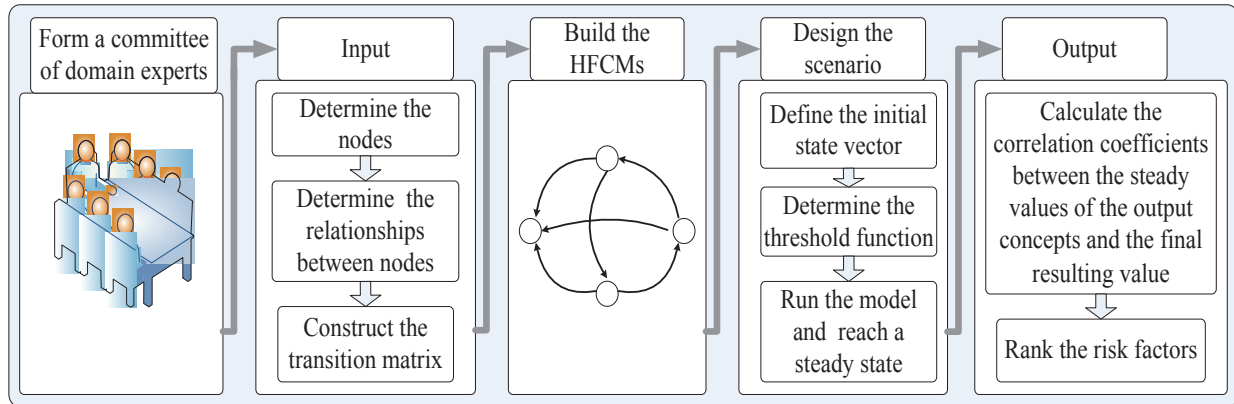 Form a committee
of domain experts
Input
Determine the
nodes
Determine the
relationships
between nodes
Construct the
transition matrix
Build the
HFCMs
Design the
scenario
Define the initial
state vector
Determine the
threshold function
Run the model
and reach a
steady state
Output
Calculate the
correlation coefficients
between the steady
values of the output
concepts and the final
resulting value
Rank the risk factors